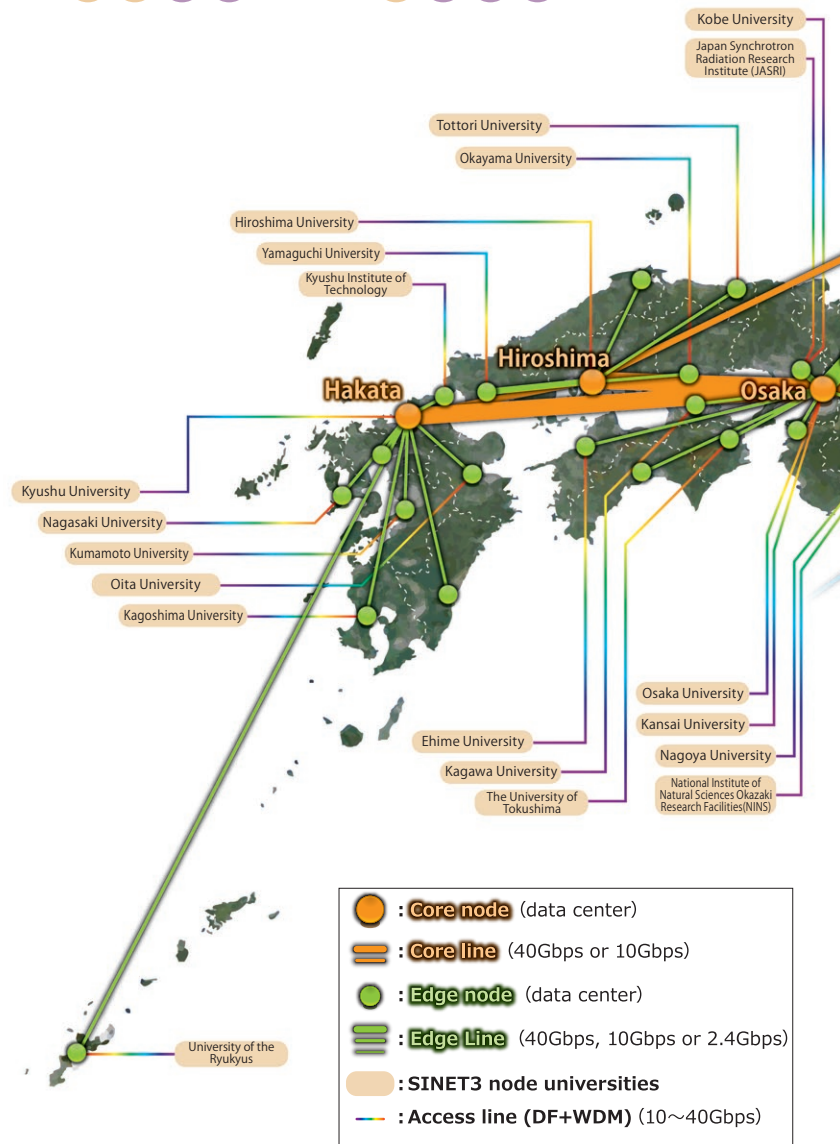 Kobe University
Japan Synchrotron
Radiation Research
Institute (JASRI)
Tottori University
Okayama University
Hiroshima University
Yamaguchi University
Kyushu Institute of
Technology
Hiroshima
Hakata
Osaka
Kyushu University
Nagasaki University
Kumamoto University
Oita University
Kagoshima University
Osaka University
Kansai University
Nagoya University
National Institute of
Natural Sciences Okazaki
Research Facilities(NINS)
Ehime University
Kagawa University
The University of
Tokushima
University of the
Ryukyus
: Core node (data center)
: Core line (40Gbps or 10Gbps)
: Edge node (data center)
: Edge Line (40Gbps, 10Gbps or 2.4Gbps)
: SINET3 node universities
: Access line (DF+WDM) (10～40Gbps)